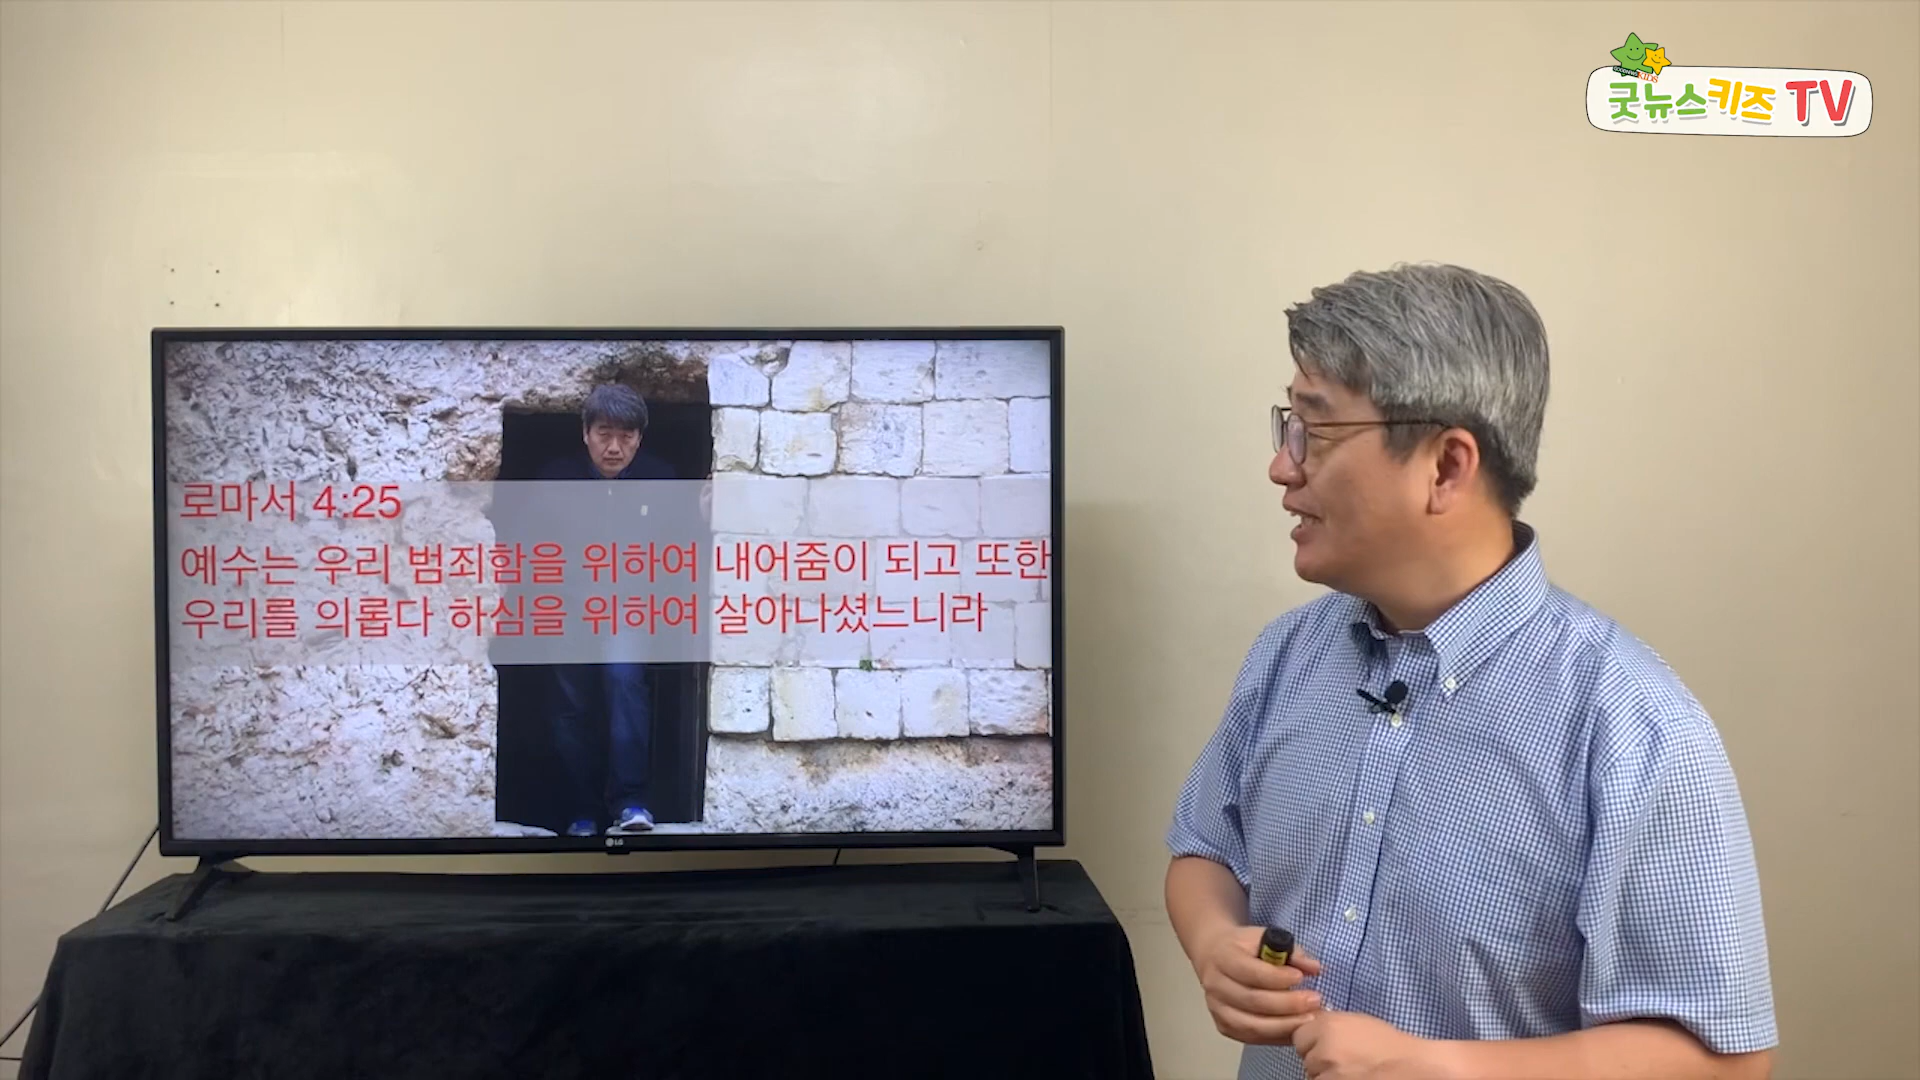 굿뉴스키즈 TV
로마서 4:25
예수는 우리 범죄함을 위하여 내어줌이 되고 또한
우리를 의롭다 하심을 위하여 살아나셨느니라
LG